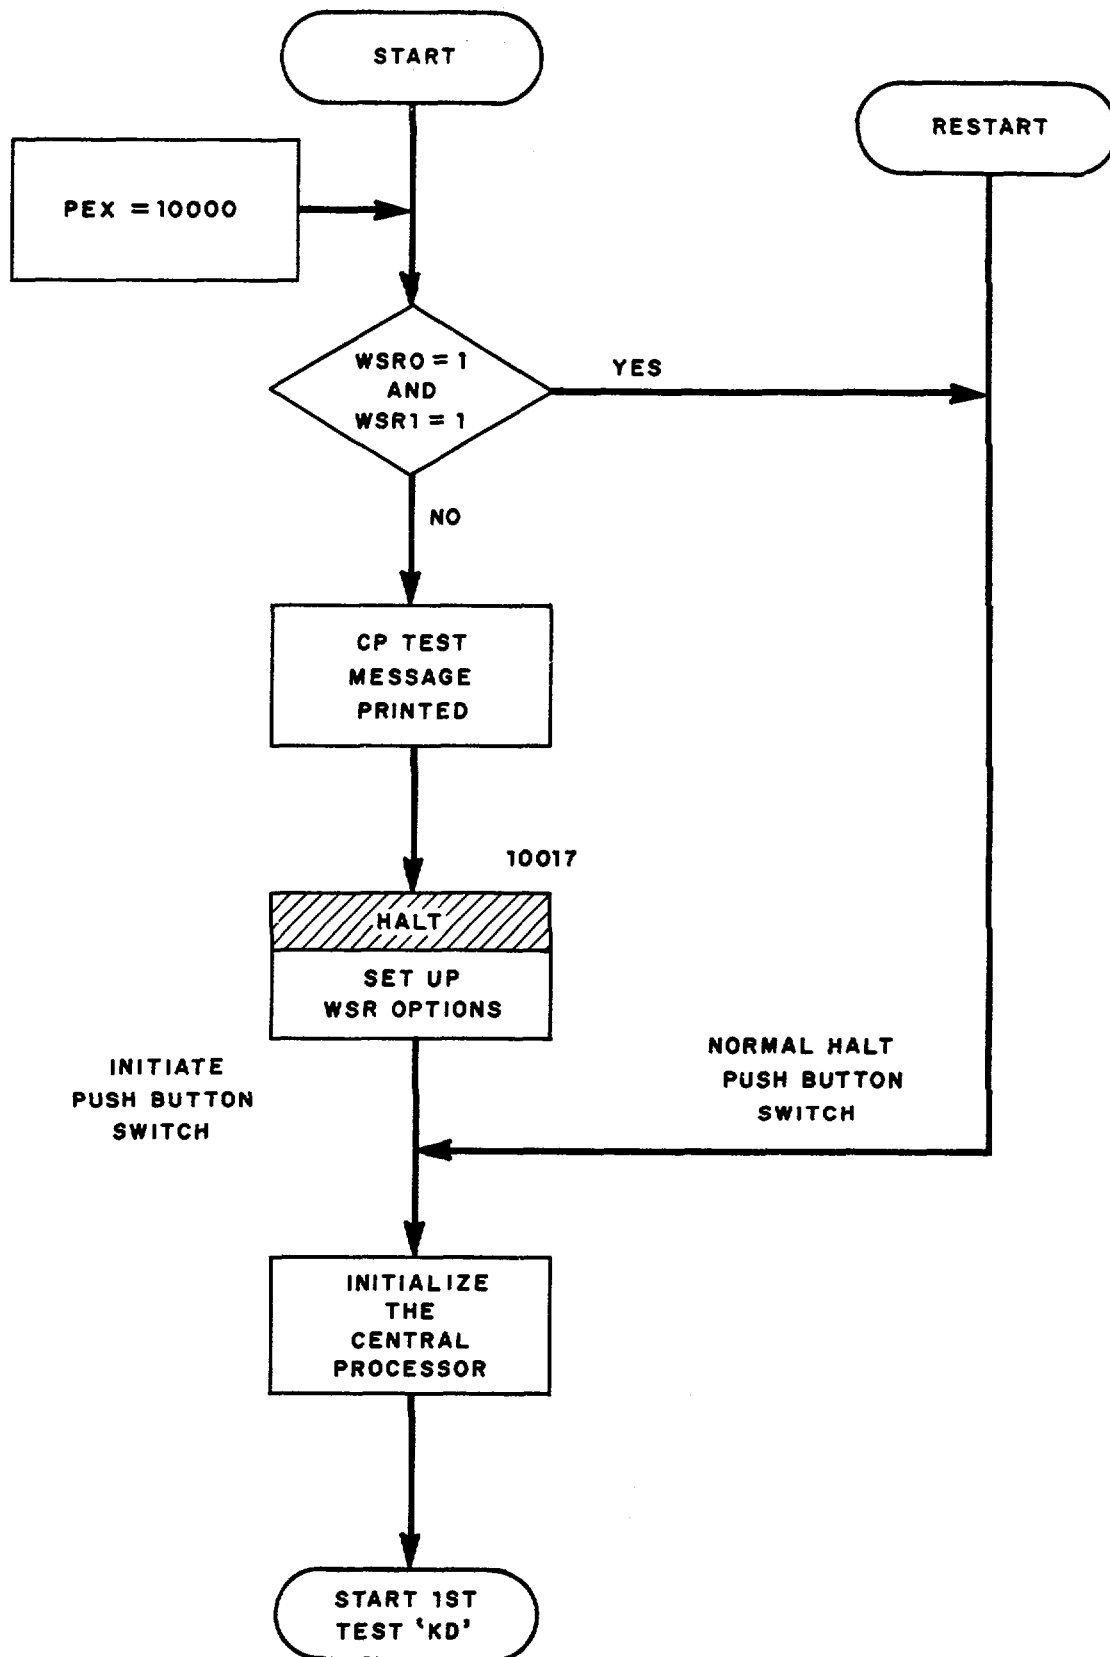 START
RESTART
PEX = 10000
WSR0 = 1
AND
WSR1 = 1
YES
NO
CP TEST
MESSAGE
PRINTED
10017
HALT
SET UP
WSR OPTIONS
INITIATE
PUSH BUTTON
SWITCH
NORMAL HALT
PUSH BUTTON
SWITCH
INITIALIZE
THE
CENTRAL
PROCESSOR
START 1ST
TEST 'KD'